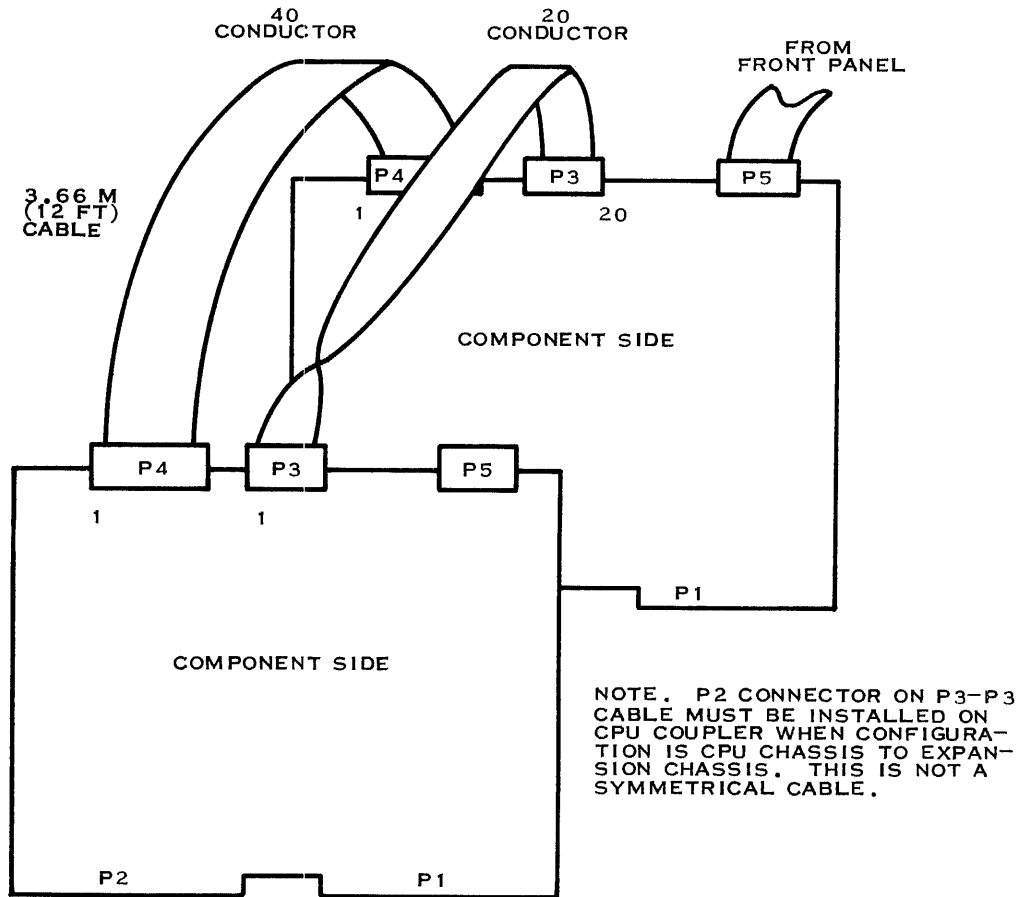 40
CONDUCTOR
20
CONDUCTOR
FROM
FRONT PANEL
P4
P3
P5
1
20
3.66 M
(12 FT)
CABLE
COMPONENT SIDE
P4
P3
P5
1
1
P1
COMPONENT SIDE
NOTE. P2 CONNECTOR ON P3-P3
CABLE MUST BE INSTALLED ON
CPU COUPLER WHEN CONFIGURA-
TION IS CPU CHASSIS TO EXPAN-
SION CHASSIS. THIS IS NOT A
SYMMETRICAL CABLE.
P2
P1